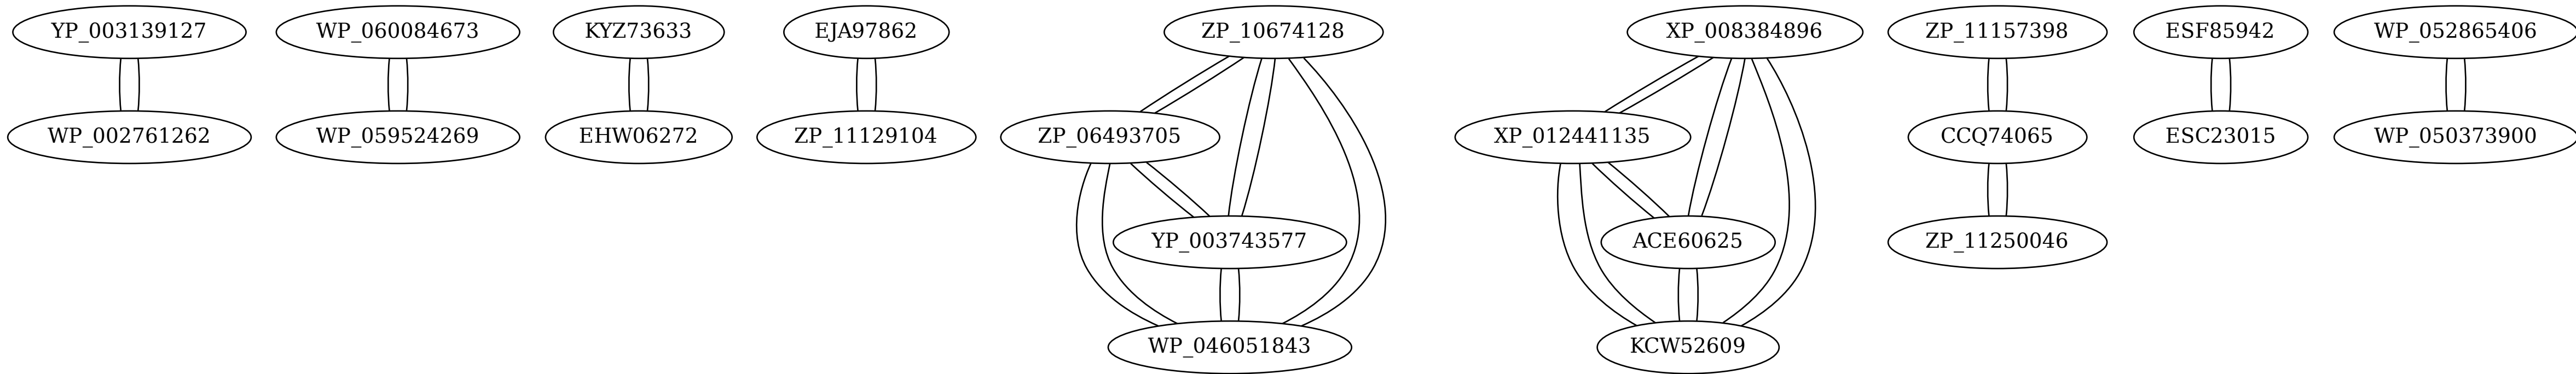 YP_003139127
WP_060084673
KYZ73633
EJA97862
ZP_10674128
XP_008384896
ZP_11157398
ESF85942
WP_052865406
WP_002761262
WP_059524269
EHW06272
ZP_11129104
ZP_06493705
XP_012441135
CCQ74065
ESC23015
WP_050373900
YP_003743577
ACE60625
ZP_11250046
WP_046051843
KCW52609